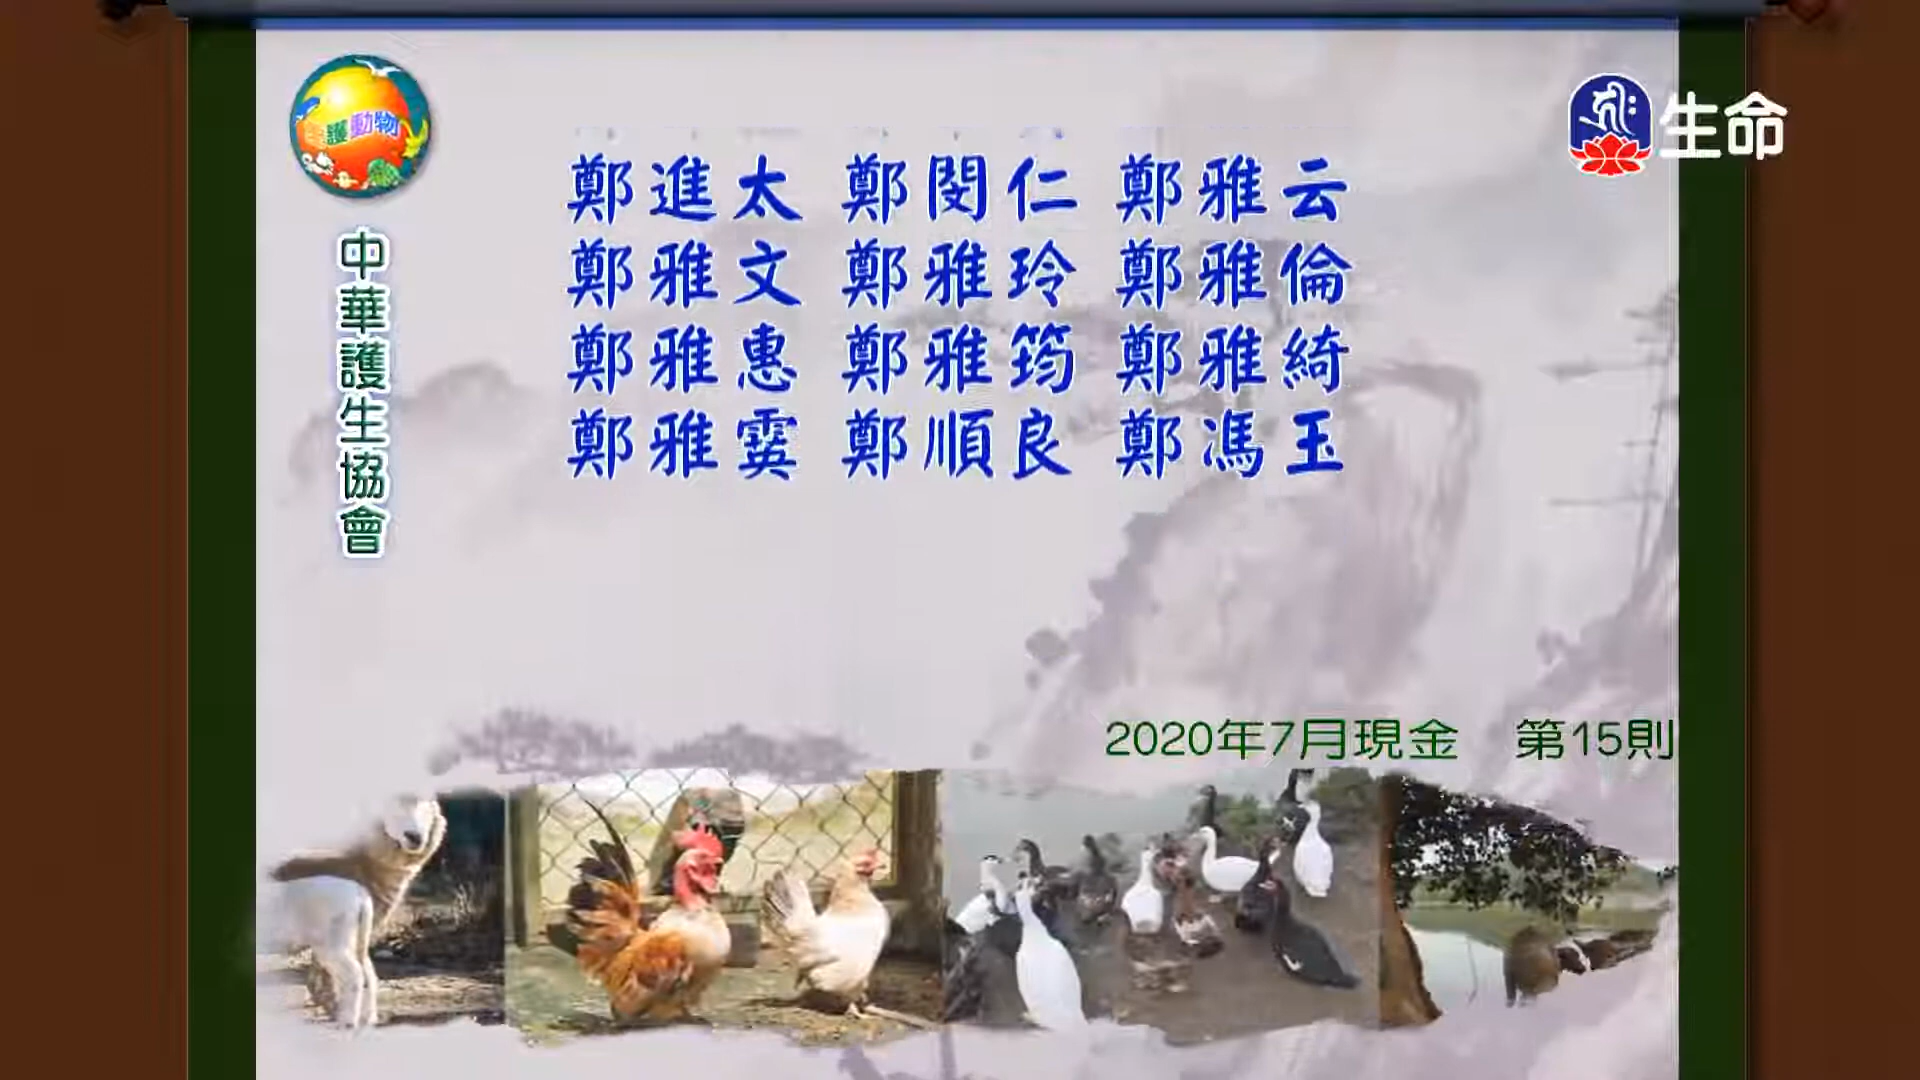 護動物
生命
中華護生協會
鄭進太 鄭閔仁 鄭雅云
鄭雅文 鄭雅玲 鄭雅倫
鄭雅惠 鄭雅筠 鄭雅綺
鄭雅霙 鄭順良 鄭馮玉
2020年7月現金 第15則